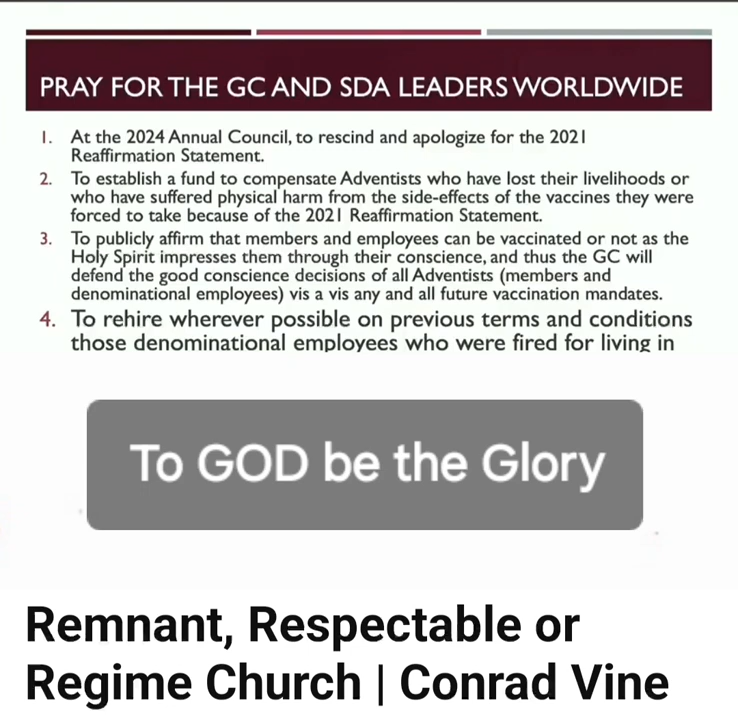 PRAY FOR THE GC AND SDA LEADERS WORLDWIDE
1. At the 2024 Annual Council, to rescind and apologize for the 2021
Reaffirmation Statement.
2. To establish a fund to compensate Adventists who have lost their livelihoods or
who have suffered physical harm from the side-effects of the vaccines they were
forced to take because of the 2021 Reaffirmation Statement.
3. To publicly affirm that members and employees can be vaccinated or not as the
Holy Spirit impresses them through their conscience, and thus the GC will
defend the good conscience decisions of all Adventists (members and
denominational employees) vis a vis any and all future vaccination mandates.
4. To rehire wherever possible on previous terms and conditions
those denominational employees who were fired for living in
To GOD be the Glory
Remnant, Respectable or
Regime Church | Conrad Vine